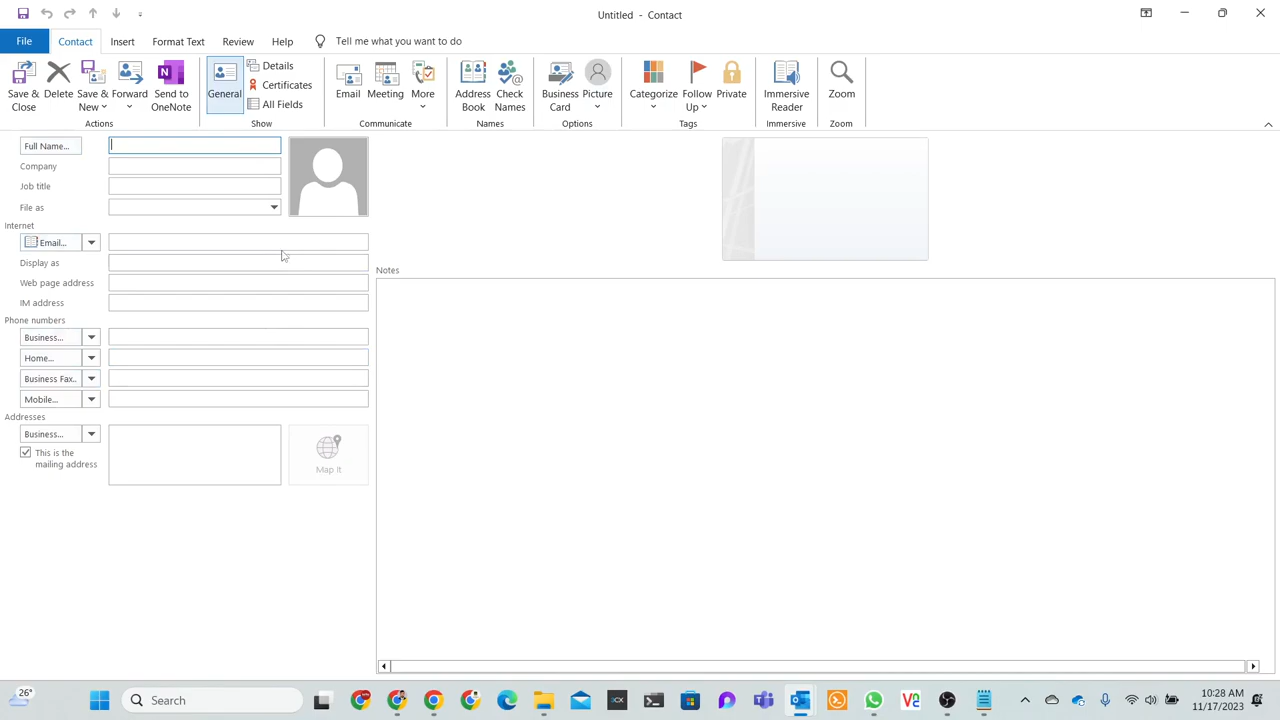 Untitled - Contact
File Contact Insert Format Text Review Help Tell me what you want to do
Save & Close
Delete
Save & New
Forward
Send to OneNote
Actions
General
Details
Certificates
All Fields
Show
Email
Meeting
More
Communicate
Address Book
Check Names
Names
Business Card
Picture
Options
Categorize
Follow Up
Private
Tags
Immersive Reader
Immersive
Zoom
Zoom
Full Name...
Company
Job title
File as
Internet
Email...
Display as
Web page address
IM address
Phone numbers
Business...
Home...
Business Fax..
Mobile...
Addresses
Business...
This is the
mailing address
Map It
Notes
26°
Search
10:28 AM
11/17/2023